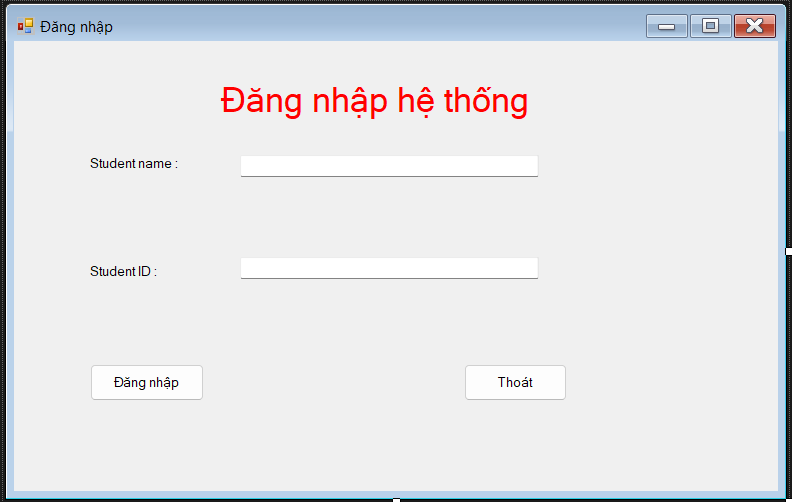 Đăng nhập
Đăng nhập hệ thống
Student name :
Student ID :
Đăng nhập
Thoát